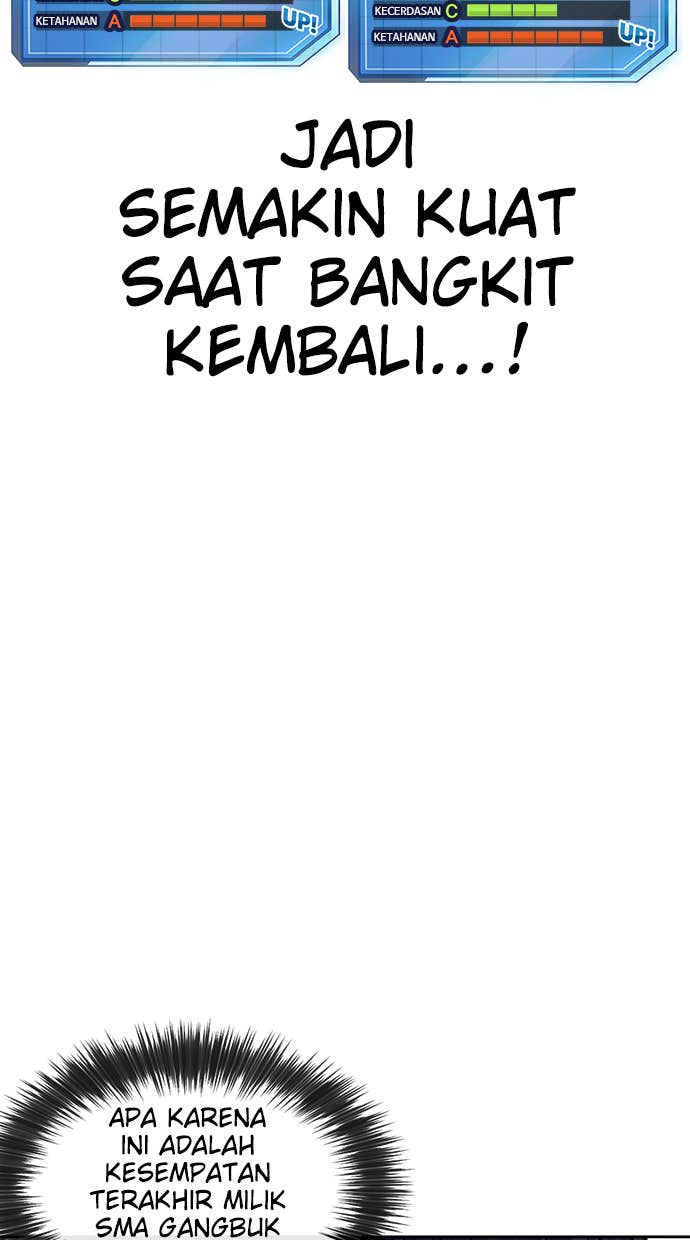 KETAHANAN A UP!
KECERDASAN C
KETAHANAN A UP!
JADI
SEMAKIN KUAT
SAAT BANGKIT
KEMBALI...!
APA KARENA
INI ADALAH
KESEMPATAN
TERAKHIR MILIK
SMA GANGBUK